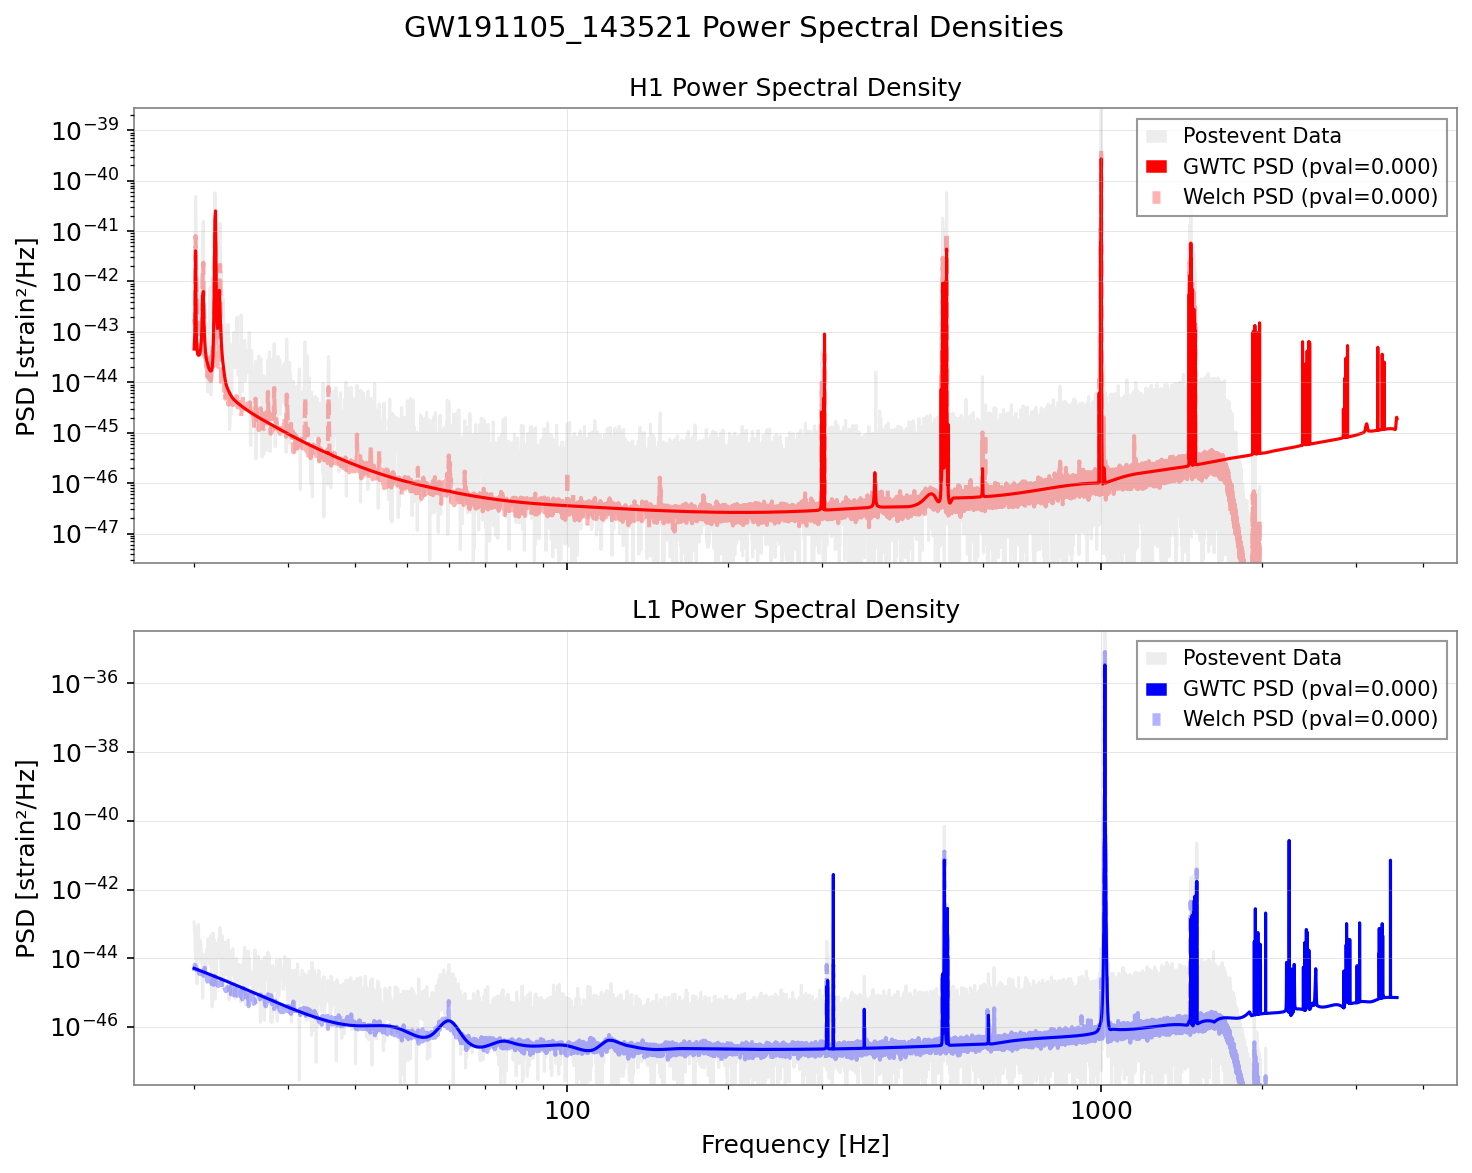 GW191105_143521 Power Spectral Densities
H1 Power Spectral Density
PSD [strain²/Hz]
10⁻³⁹
10⁻⁴⁰
10⁻⁴¹
10⁻⁴²
10⁻⁴³
10⁻⁴⁴
10⁻⁴⁵
10⁻⁴⁶
10⁻⁴⁷
Postevent Data
GWTC PSD (pval=0.000)
Welch PSD (pval=0.000)
L1 Power Spectral Density
PSD [strain²/Hz]
10⁻³⁶
10⁻³⁸
10⁻⁴⁰
10⁻⁴²
10⁻⁴⁴
10⁻⁴⁶
Postevent Data
GWTC PSD (pval=0.000)
Welch PSD (pval=0.000)
100 1000
Frequency [Hz]